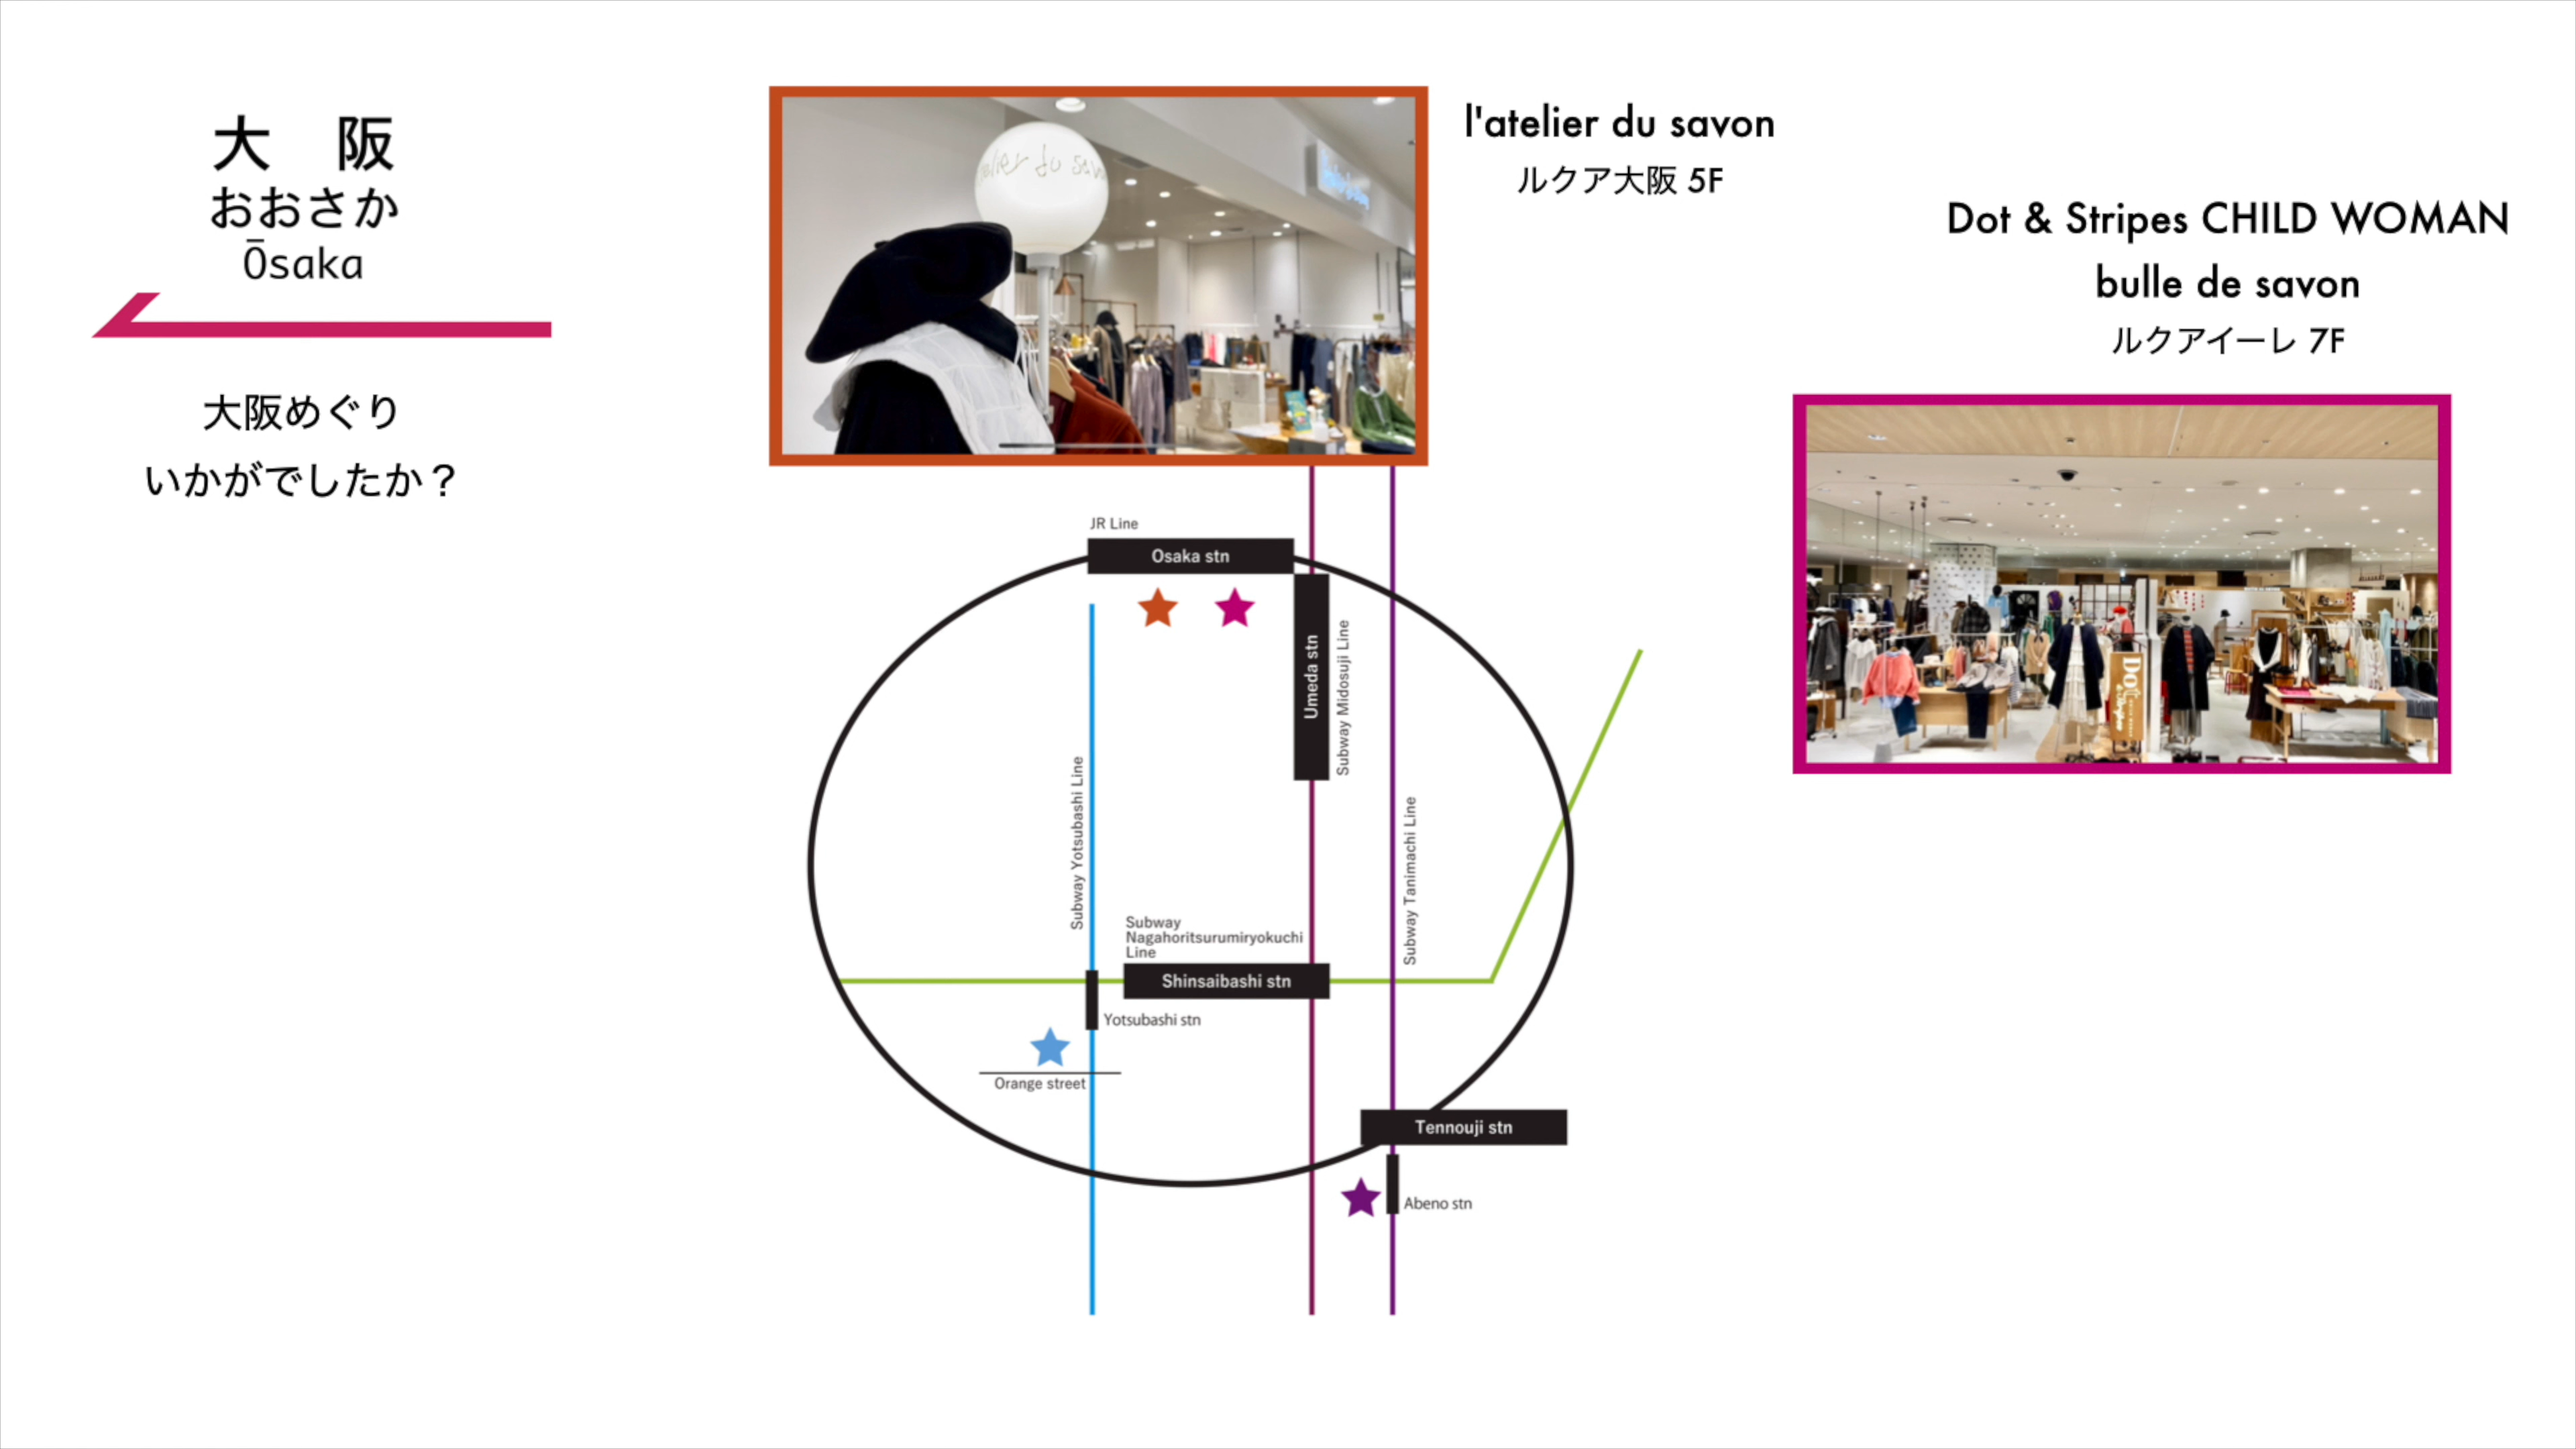 大 阪
おおさか
Ōsaka
大阪めぐり
いかがでしたか？
l'atelier du savon
ルクア大阪 5F
Dot & Stripes CHILD WOMAN
bulle de savon
ルクアイーレ 7F
JR Line
Osaka stn
Umeda stn
Subway Midosuji Line
Subway Yotsubashi Line
Subway Tanimachi Line
Subway
Nagahoritsurumiryokuchi
Line
Shinsaibashi stn
Yotsubashi stn
Orange street
Tennouji stn
Abeno stn